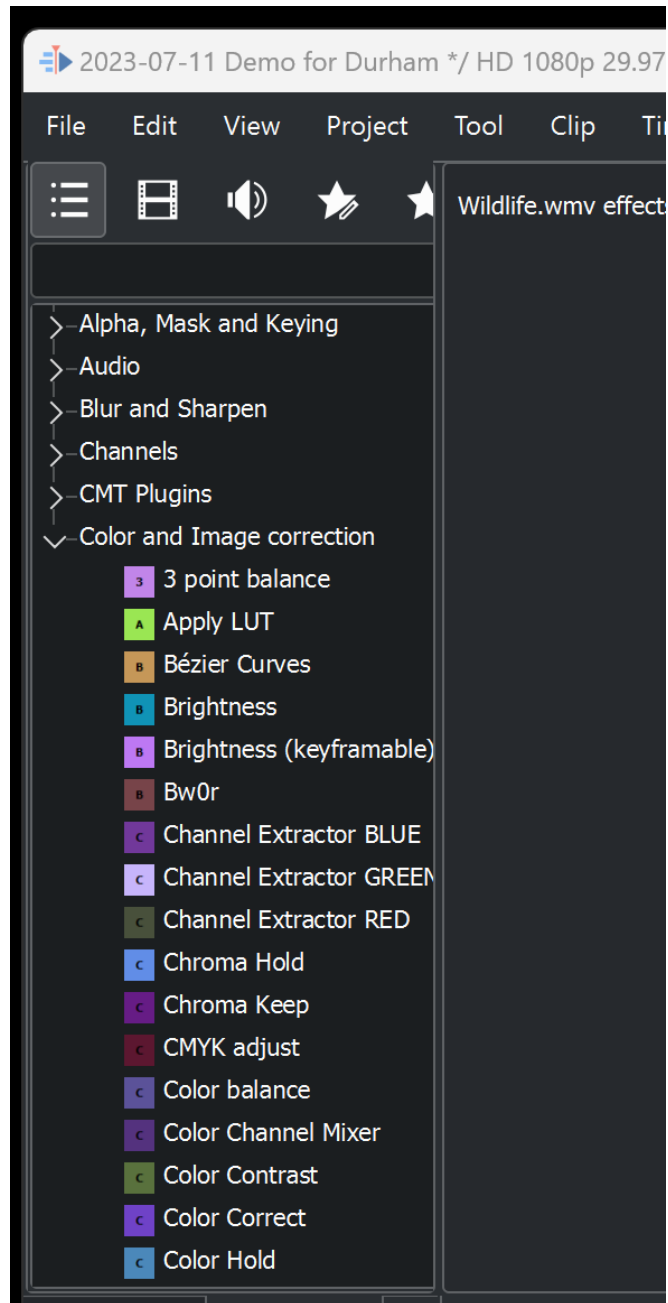 2023-07-11 Demo for Durham */ HD 1080p 29.97
File Edit View Project Tool Clip
Wildlife.wmv effects
Alpha, Mask and Keying
Audio
Blur and Sharpen
Channels
CMT Plugins
Color and Image correction
3 3 point balance
A Apply LUT
B Bézier Curves
B Brightness
B Brightness (keyframable)
B Bw0r
C Channel Extractor BLUE
C Channel Extractor GREEN
C Channel Extractor RED
C Chroma Hold
C Chroma Keep
C CMYK adjust
C Color balance
C Color Channel Mixer
C Color Contrast
C Color Correct
C Color Hold